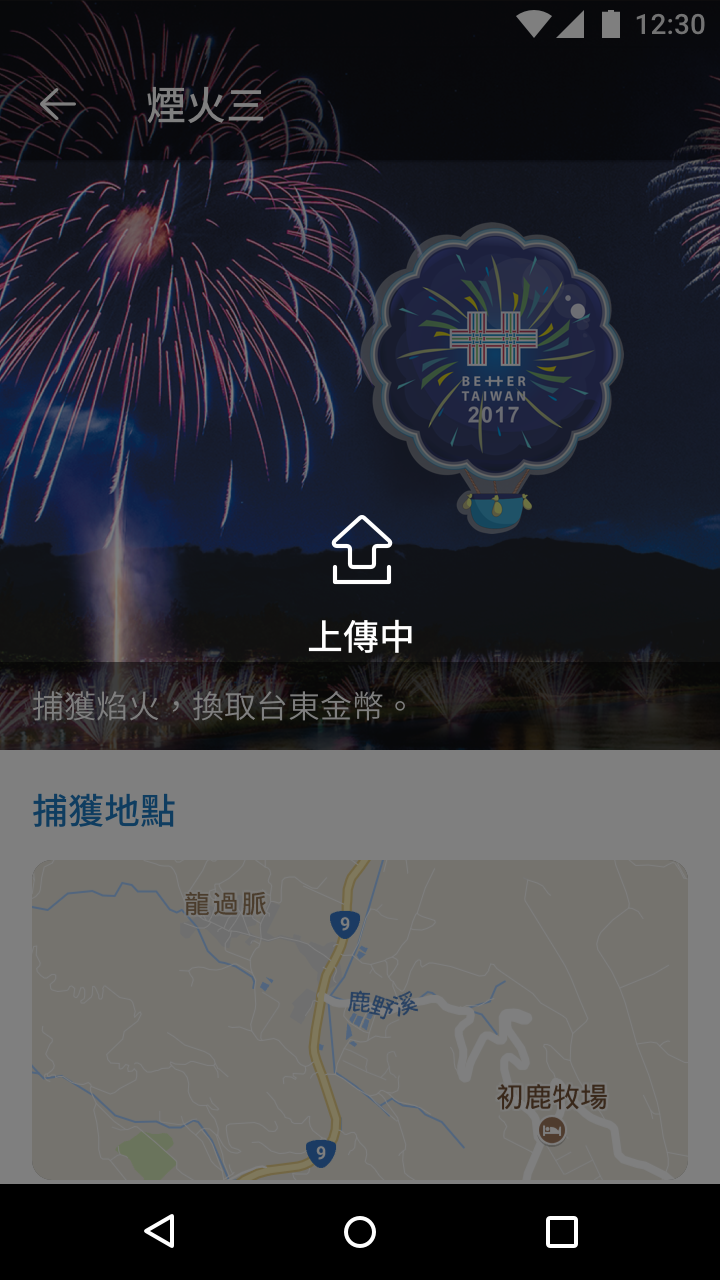 12:30
煙火三
BETTER
TAIWAN
2017
上傳中
捕獲焰火，換取台東金幣。
捕獲地點
龍過脈
9
鹿野溪
初鹿牧場
9